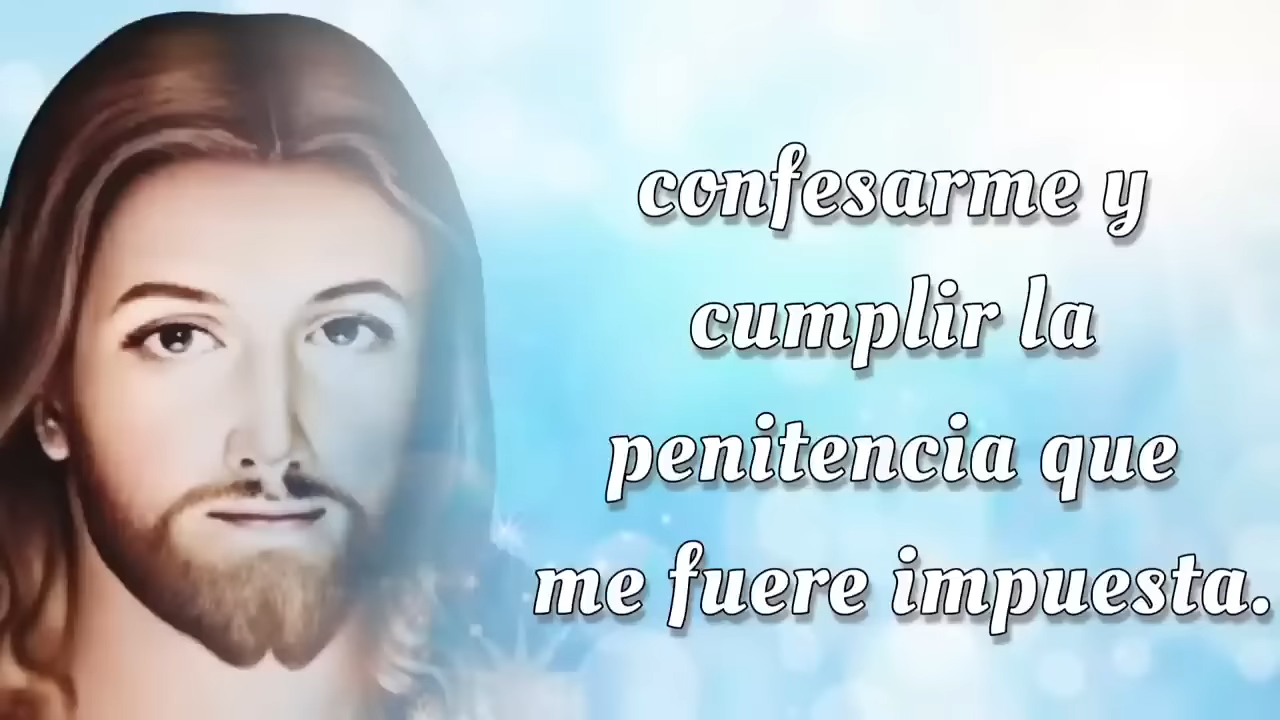 confesarme y
cumplir la
penitencia que
me fuere impuesta.